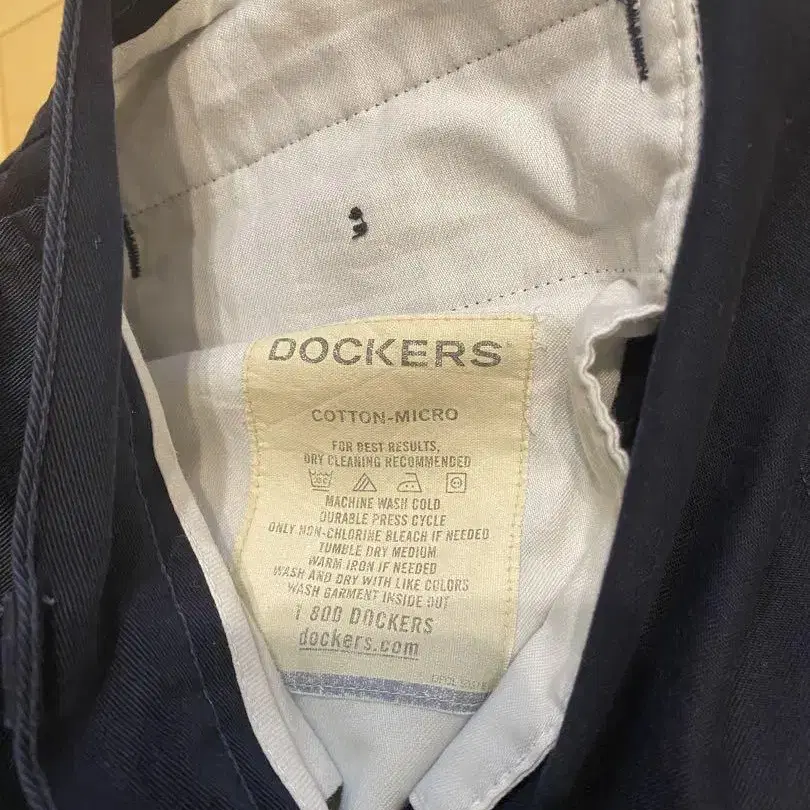 DOCKERS
COTTON-MICRO
FOR BEST RESULTS,
DRY CLEANING RECOMMENDED
MACHINE WASH COLD
DURABLE PRESS CYCLE
ONLY NON-CHLORINE BLEACH IF NEEDED
TUMBLE DRY MEDIUM
WARM IRON IF NEEDED
WASH AND DRY WITH LIKE COLORS
WASH GARMENT INSIDE OUT
1 800 DOCKERS
dockers.com